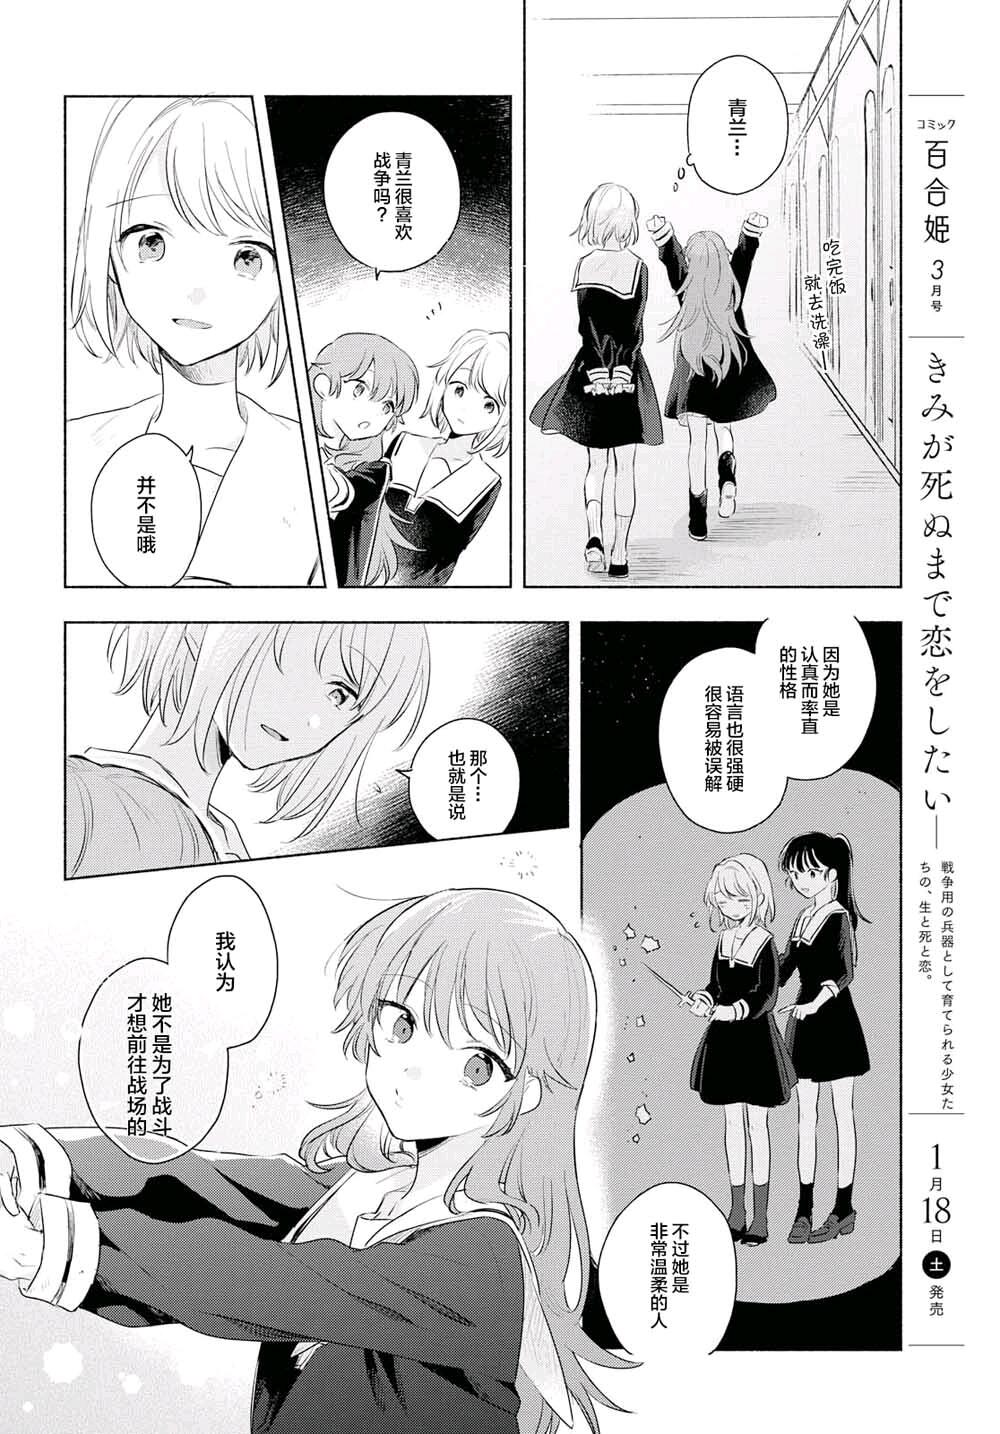 青兰…
吃完饭
就去洗澡—
青兰很喜欢
战争吗?
并不是哦
因为她是
认真而率直
的性格
语言也很强硬
很容易被误解
不过她是
非常温柔的人
那个…
也就是说
我认为
她不是为了战斗
才想前往战场的
コミック
百合姫
3月号
きみが死ぬまで恋をしたい—
戦争用の兵器として育てられる少女た
ちの、生と死と恋。
1月18日
土
発売